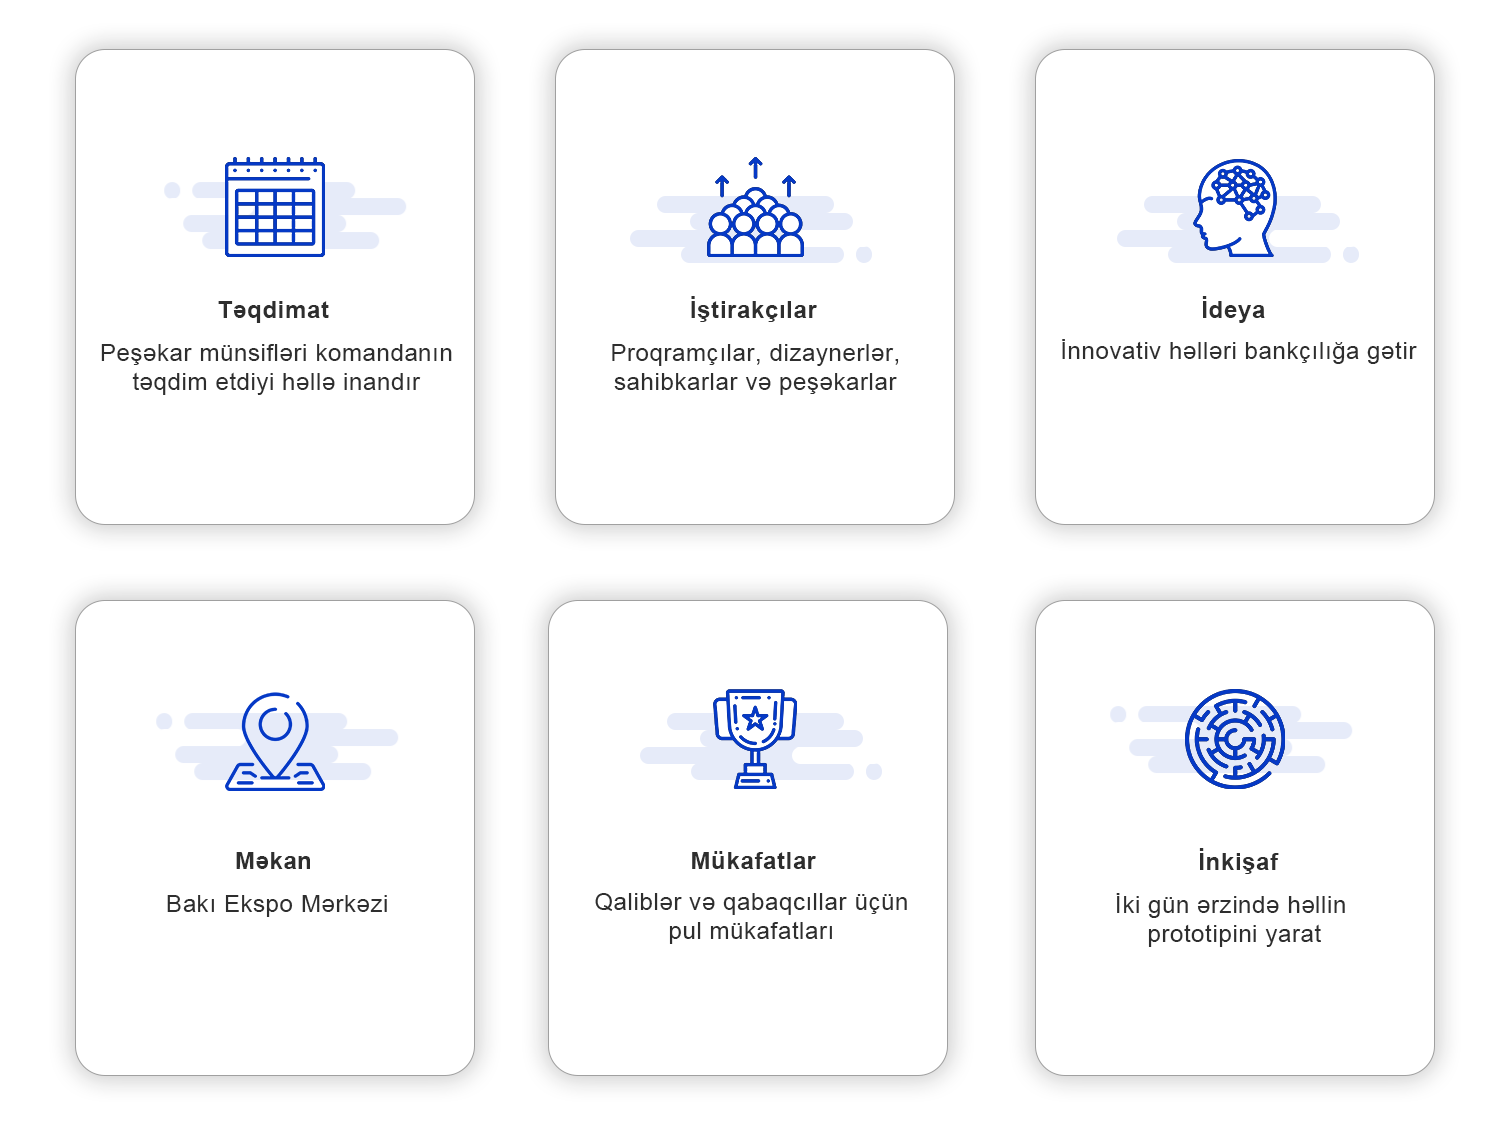 Təqdimat
Peşəkar münsifləri komandanın
təqdim etdiyi həllə inandır
İştirakçılar
Proqramçılar, dizaynerlər,
sahibkarlar və peşəkarlar
İdeya
İnnovativ həlləri bankçılığa gətir
Məkan
Bakı Ekspo Mərkəzi
Mükafatlar
Qaliblər və qabaqcıllar üçün
pul mükafatları
İnkişaf
İki gün ərzində həllin
prototipini yarat